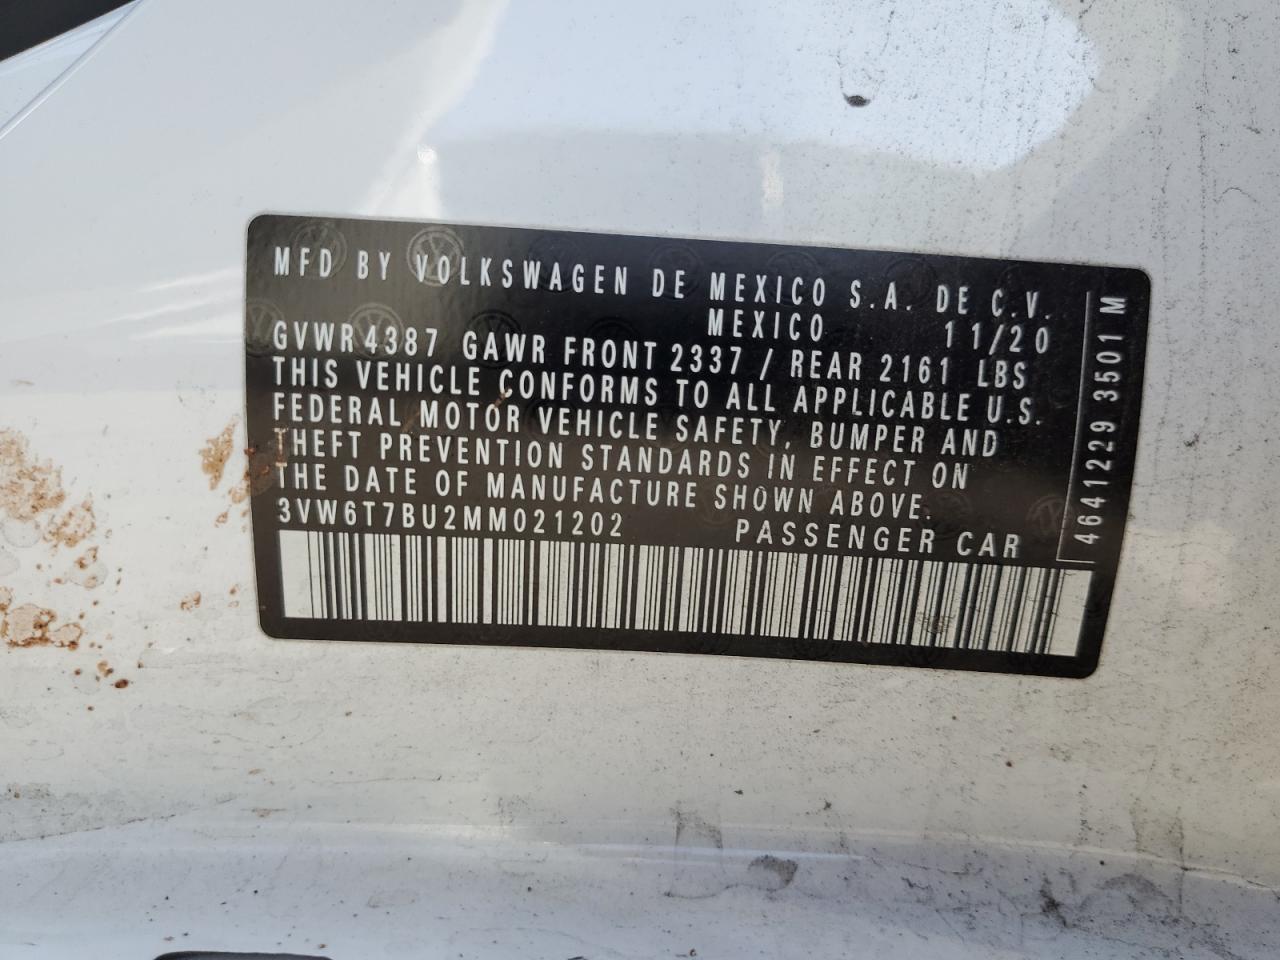 MFD BY VOLKSWAGEN DE MEXICO S.A. DE C.V.
MEXICO 11/20
GVWR 4387 GAWR FRONT 2337 / REAR 2161 LBS
THIS VEHICLE CONFORMS TO ALL APPLICABLE U.S.
FEDERAL MOTOR VEHICLE SAFETY, BUMPER AND
THEFT PREVENTION STANDARDS IN EFFECT ON
THE DATE OF MANUFACTURE SHOWN ABOVE.
3VW6T7BU2MM021202 PASSENGER CAR
4641229 3501 M